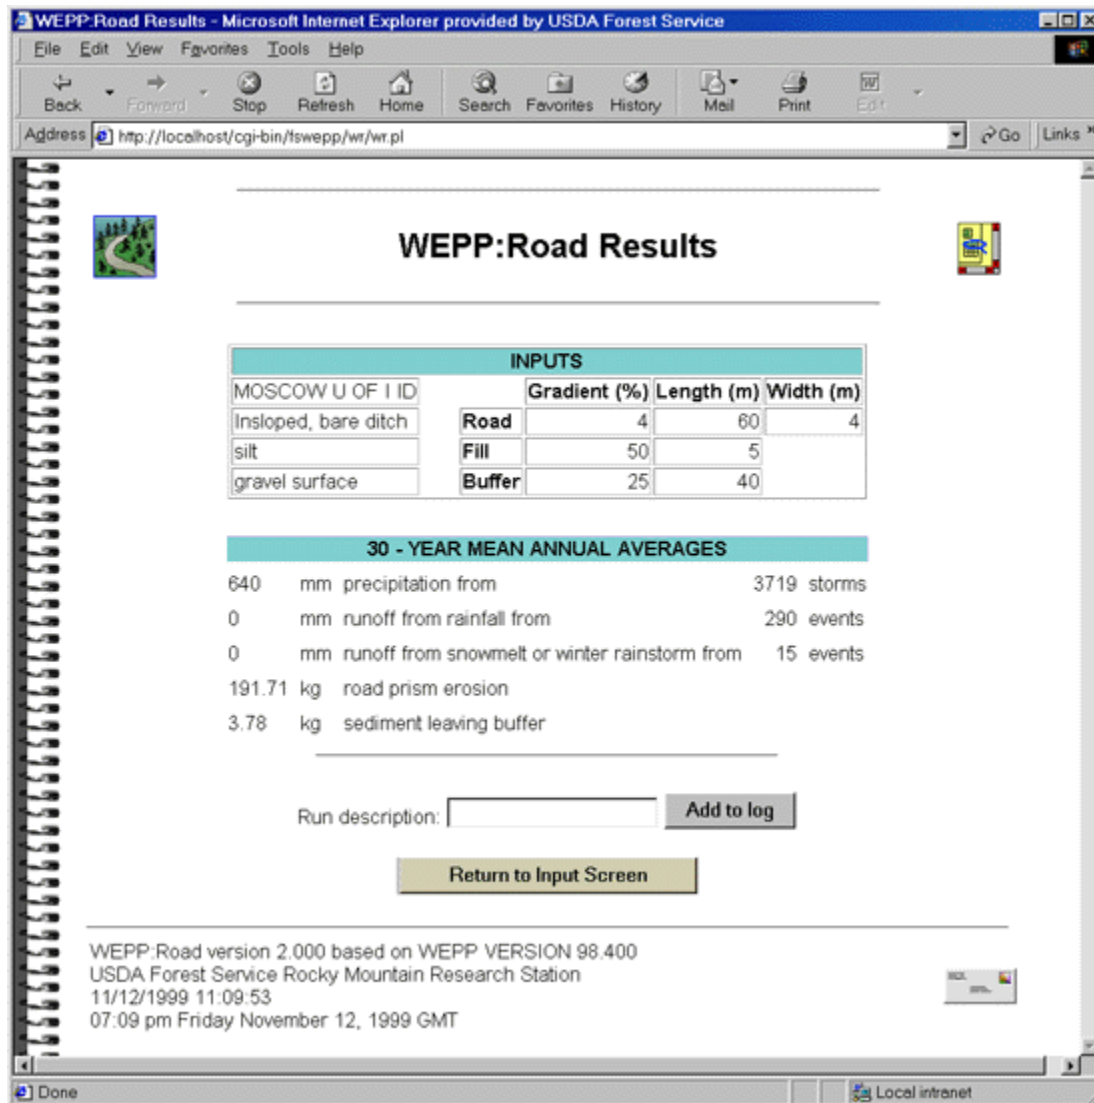 WEPP:Road Results - Microsoft Internet Explorer provided by USDA Forest Service
File Edit View Favorites Tools Help
Back Forward Stop Refresh Home Search Favorites History Mail Print Edit
Address http://localhost/cgi-bin/fswepp/wr/wr.pl Go Links »
WEPP:Road Results
INPUTS
MOSCOW U OF I ID Gradient (%) Length (m) Width (m)
Insloped, bare ditch Road 4 60 4
silt Fill 50 5
gravel surface Buffer 25 40
30 - YEAR MEAN ANNUAL AVERAGES
640 mm precipitation from 3719 storms
0 mm runoff from rainfall from 290 events
0 mm runoff from snowmelt or winter rainstorm from 15 events
191.71 kg road prism erosion
3.78 kg sediment leaving buffer
Run description: Add to log
Return to Input Screen
WEPP:Road version 2.000 based on WEPP VERSION 98.400
USDA Forest Service Rocky Mountain Research Station
11/12/1999 11:09:53
07:09 pm Friday November 12, 1999 GMT
Done Local intranet